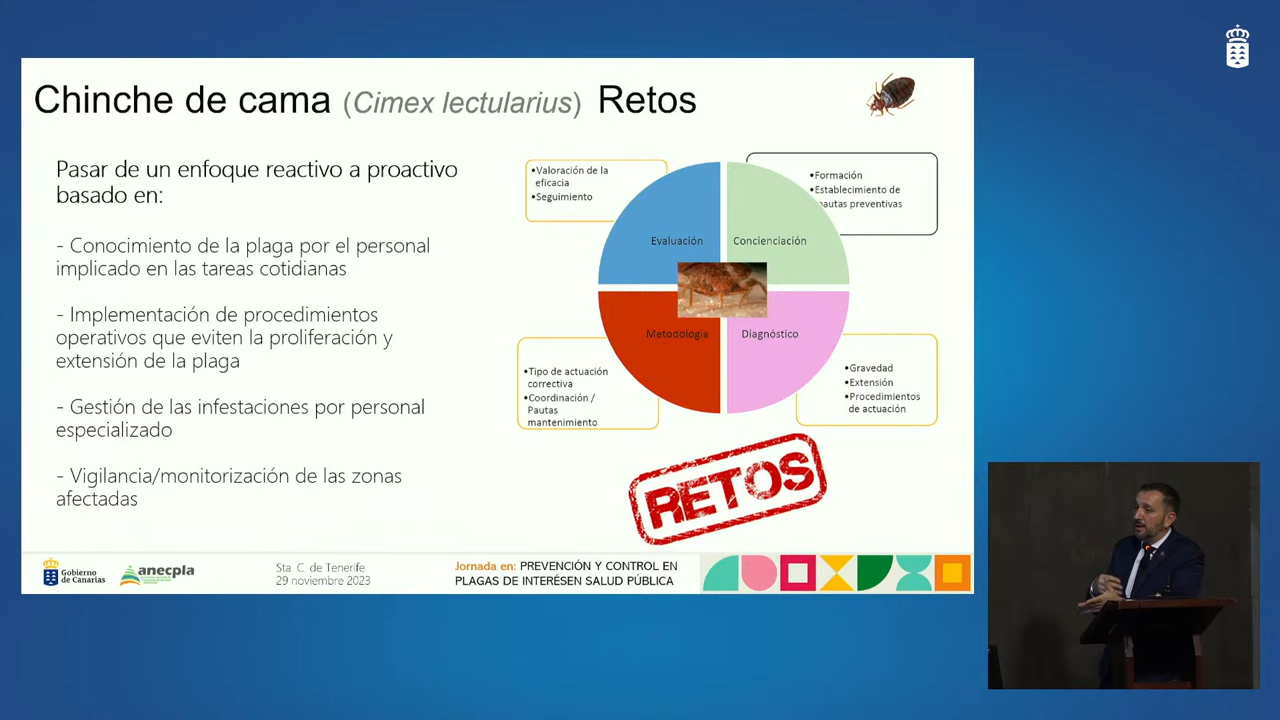 Chinche de cama (Cimex lectularius) Retos
Pasar de un enfoque reactivo a proactivo
basado en:
- Conocimiento de la plaga por el personal
implicado en las tareas cotidianas
- Implementación de procedimientos
operativos que eviten la proliferación y
extensión de la plaga
- Gestión de las infestaciones por personal
especializado
- Vigilancia/monitorización de las zonas
afectadas
•Valoración de la
eficacia
•Seguimiento
•Formación
•Establecimiento de
pautas preventivas
Evaluación
Concienciación
Metodología
Diagnóstico
•Tipo de actuación
correctiva
•Coordinación /
Pautas
mantenimiento
•Gravedad
•Extensión
•Procedimientos
de actuación
RETOS
Gobierno
de Canarias
anecpla
Sta C. de Tenerife
29 noviembre 2023
Jornada en: PREVENCIÓN Y CONTROL EN
PLAGAS DE INTERÉSEN SALUD PÚBLICA